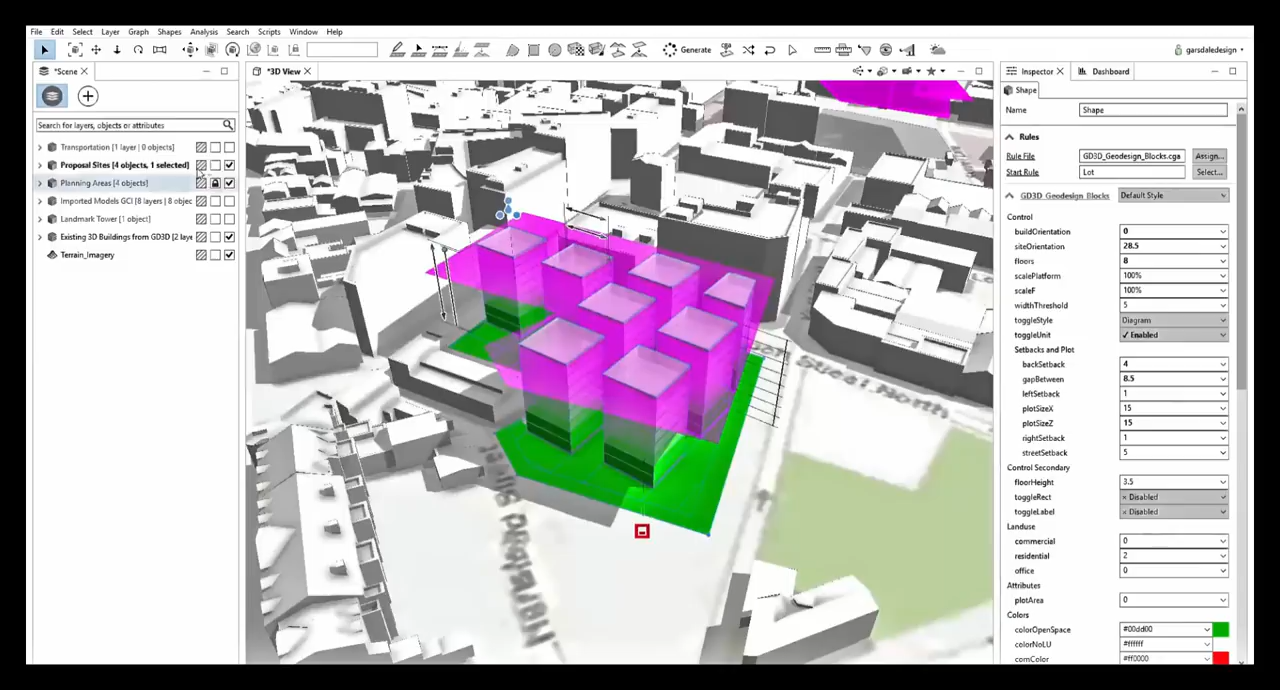 File Edit Select Layer Graph Shapes Analysis Search Scripts Window Help
Generate
garsdaledesign
*Scene
Search for layers, objects or attributes
Transportation [1 layer | 0 objects]
Proposal Sites [4 objects, 1 selected]
Planning Areas [4 objects]
Imported Models GCI [8 layers | 8 objec
Landmark Tower [1 object]
Existing 3D Buildings from GD3D [2 laye
Terrain_Imagery
*3D View
Street North
Inspector
Dashboard
Shape
Name Shape
Rules
Rule File GD3D_Geodesign_Blocks.cga Assign...
Start Rule Lot Select...
GD3D_Geodesign Blocks Default Style
Control
buildOrientation 0
siteOrientation 28.5
floors 8
scalePlatform 100%
scaleF 100%
widthThreshold 5
toggleStyle Diagram
toggleUnit ✓ Enabled
Setbacks and Plot
backSetback 4
gapBetween 8.5
leftSetback 1
plotSizeX 15
plotSizeZ 15
rightSetback 1
streetSetback 5
Control Secondary
floorHeight 3.5
toggleRect × Disabled
toggleLabel × Disabled
Landuse
commercial 0
residential 2
office 0
Attributes
plotArea 0
Colors
colorOpenSpace #00dd00
colorNoLU #ffffff
comColor #ff0000